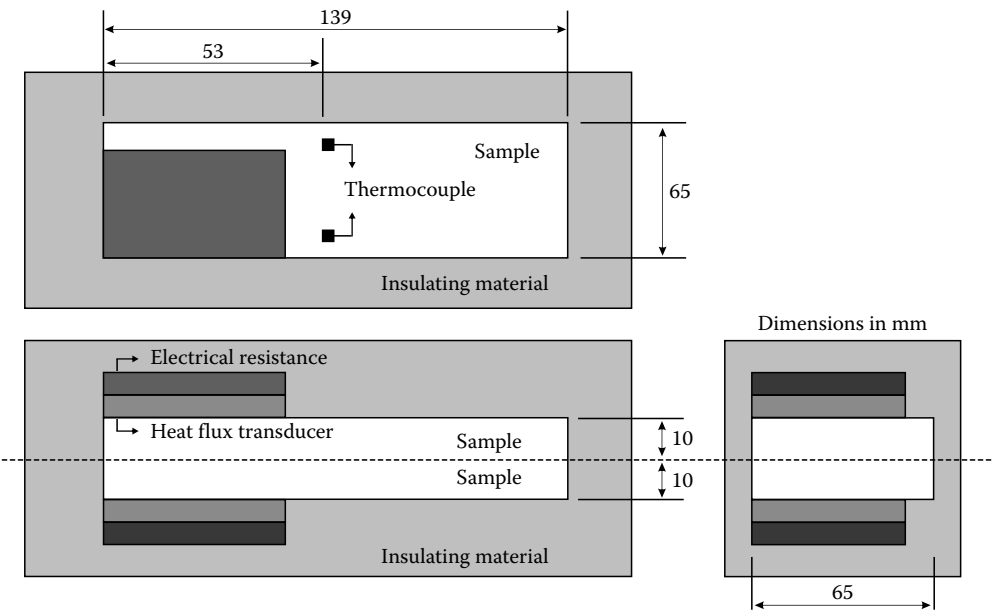 139
53
Sample
Thermocouple
65
Insulating material
Dimensions in mm
Electrical resistance
Heat flux transducer
Sample
10
Sample
10
Insulating material
65